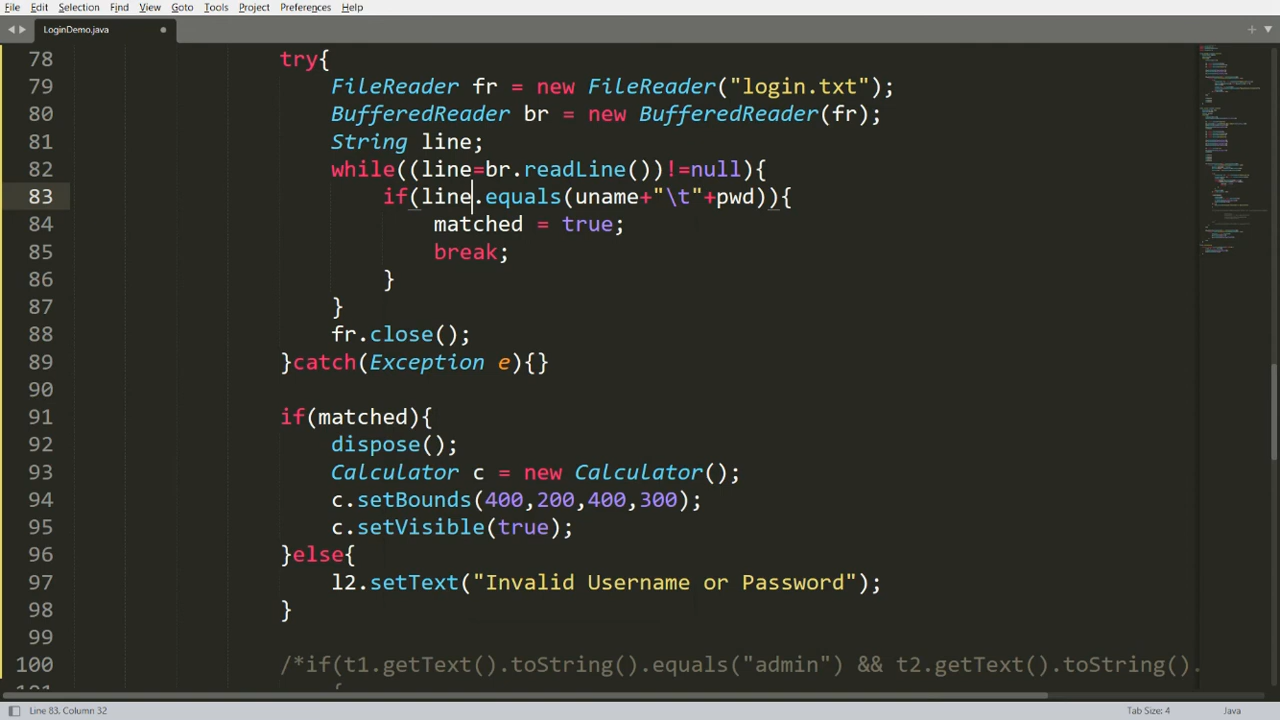 File Edit Selection Find View Goto Tools Project Preferences Help
LoginDemo.java
78 try{
79 FileReader fr = new FileReader("login.txt");
80 BufferedReader br = new BufferedReader(fr);
81 String line;
82 while((line=br.readLine())!=null){
83 if(line.equals(uname+"\t"+pwd)){
84 matched = true;
85 break;
86 }
87 }
88 fr.close();
89 }catch(Exception e){}
90
91 if(matched){
92 dispose();
93 Calculator c = new Calculator();
94 c.setBounds(400,200,400,300);
95 c.setVisible(true);
96 }else{
97 l2.setText("Invalid Username or Password");
98 }
99
100 /*if(t1.getText().toString().equals("admin") && t2.getText().toString().
Line 83, Column 32 Tab Size: 4 Java